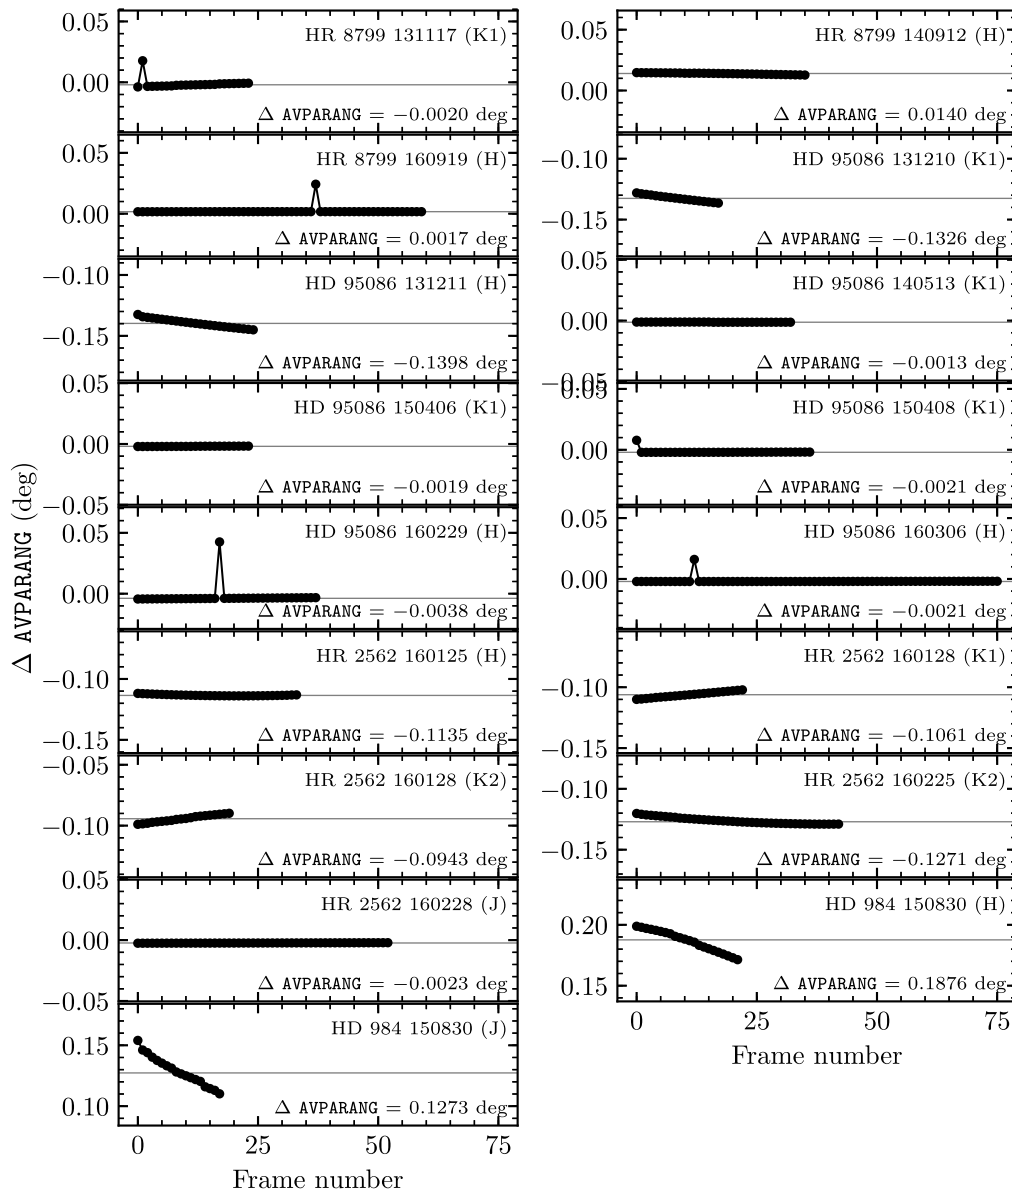 Δ AVPARANG (deg)
0.05
0.00
HR 8799 131117 (K1)
Δ AVPARANG = −0.0020 deg
0.05
0.00
HR 8799 140912 (H)
Δ AVPARANG = 0.0140 deg
0.05
0.00
HR 8799 160919 (H)
Δ AVPARANG = 0.0017 deg
−0.10
−0.15
HD 95086 131210 (K1)
Δ AVPARANG = −0.1326 deg
−0.10
−0.15
HD 95086 131211 (H)
Δ AVPARANG = −0.1398 deg
0.05
0.00
−0.05
HD 95086 140513 (K1)
Δ AVPARANG = −0.0013 deg
0.05
0.00
−0.05
HD 95086 150406 (K1)
Δ AVPARANG = −0.0019 deg
0.05
0.00
HD 95086 150408 (K1)
Δ AVPARANG = −0.0021 deg
0.05
0.00
HD 95086 160229 (H)
Δ AVPARANG = −0.0038 deg
0.05
0.00
HD 95086 160306 (H)
Δ AVPARANG = −0.0021 deg
−0.10
−0.15
HR 2562 160125 (H)
Δ AVPARANG = −0.1135 deg
−0.10
−0.15
HR 2562 160128 (K1)
Δ AVPARANG = −0.1061 deg
−0.05
−0.10
HR 2562 160128 (K2)
Δ AVPARANG = −0.0943 deg
−0.10
−0.15
HR 2562 160225 (K2)
Δ AVPARANG = −0.1271 deg
0.05
0.00
−0.05
HR 2562 160228 (J)
Δ AVPARANG = −0.0023 deg
0.20
0.15
HD 984 150830 (H)
Δ AVPARANG = 0.1876 deg
0 25 50 75
Frame number
0.15
0.10
HD 984 150830 (J)
Δ AVPARANG = 0.1273 deg
0 25 50 75
Frame number